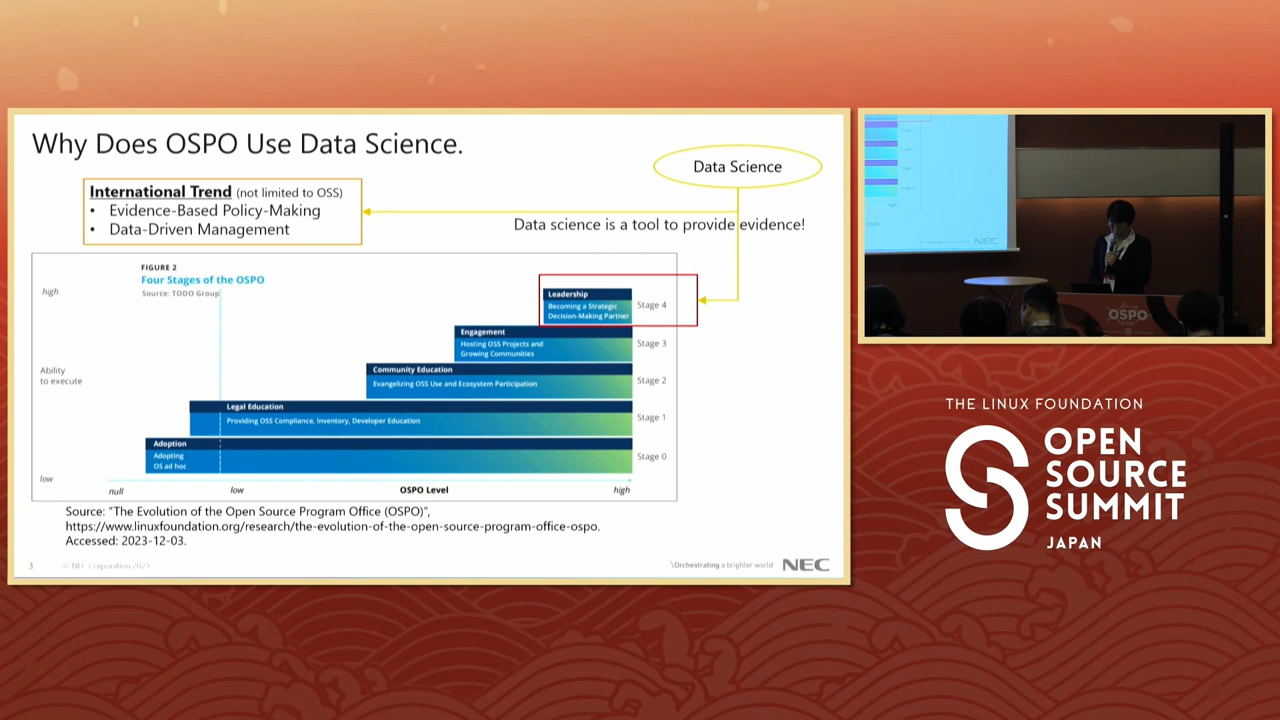 Why Does OSPO Use Data Science.
Data Science
International Trend (not limited to OSS)
• Evidence-Based Policy-Making
• Data-Driven Management
Data science is a tool to provide evidence!
FIGURE 2
Four Stages of the OSPO
Source: TODO Group
high
Ability
to execute
low
Leadership
Becoming a Strategic
Decision-Making Partner
Stage 4
Engagement
Hosting OSS Projects and
Growing Communities
Stage 3
Community Education
Evangelizing OSS Use and Ecosystem Participation
Stage 2
Legal Education
Providing OSS Compliance, Inventory, Developer Education
Stage 1
Adoption
Adopting
OS ad hoc
Stage 0
null
low
OSPO Level
high
Source: “The Evolution of the Open Source Program Office (OSPO)”,
https://www.linuxfoundation.org/research/the-evolution-of-the-open-source-program-office-ospo.
Accessed: 2023-12-03.
3
© NEC Corporation 2023
\Orchestrating a brighter world
NEC
NEC
OSPO
THE LINUX FOUNDATION
OPEN
SOURCE
SUMMIT
JAPAN